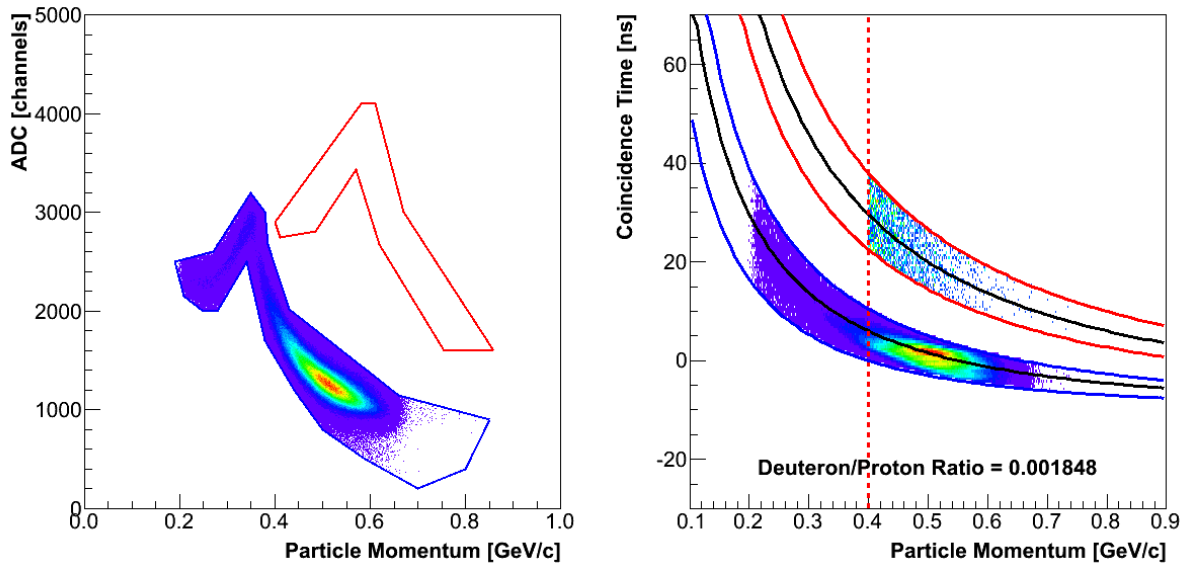 ADC [channels]
5000
4000
3000
2000
1000
0
0.0 0.2 0.4 0.6 0.8 1.0
Particle Momentum [GeV/c]
Coincidence Time [ns]
60
40
20
0
-20
Deuteron/Proton Ratio = 0.001848
0.1 0.2 0.3 0.4 0.5 0.6 0.7 0.8 0.9
Particle Momentum [GeV/c]